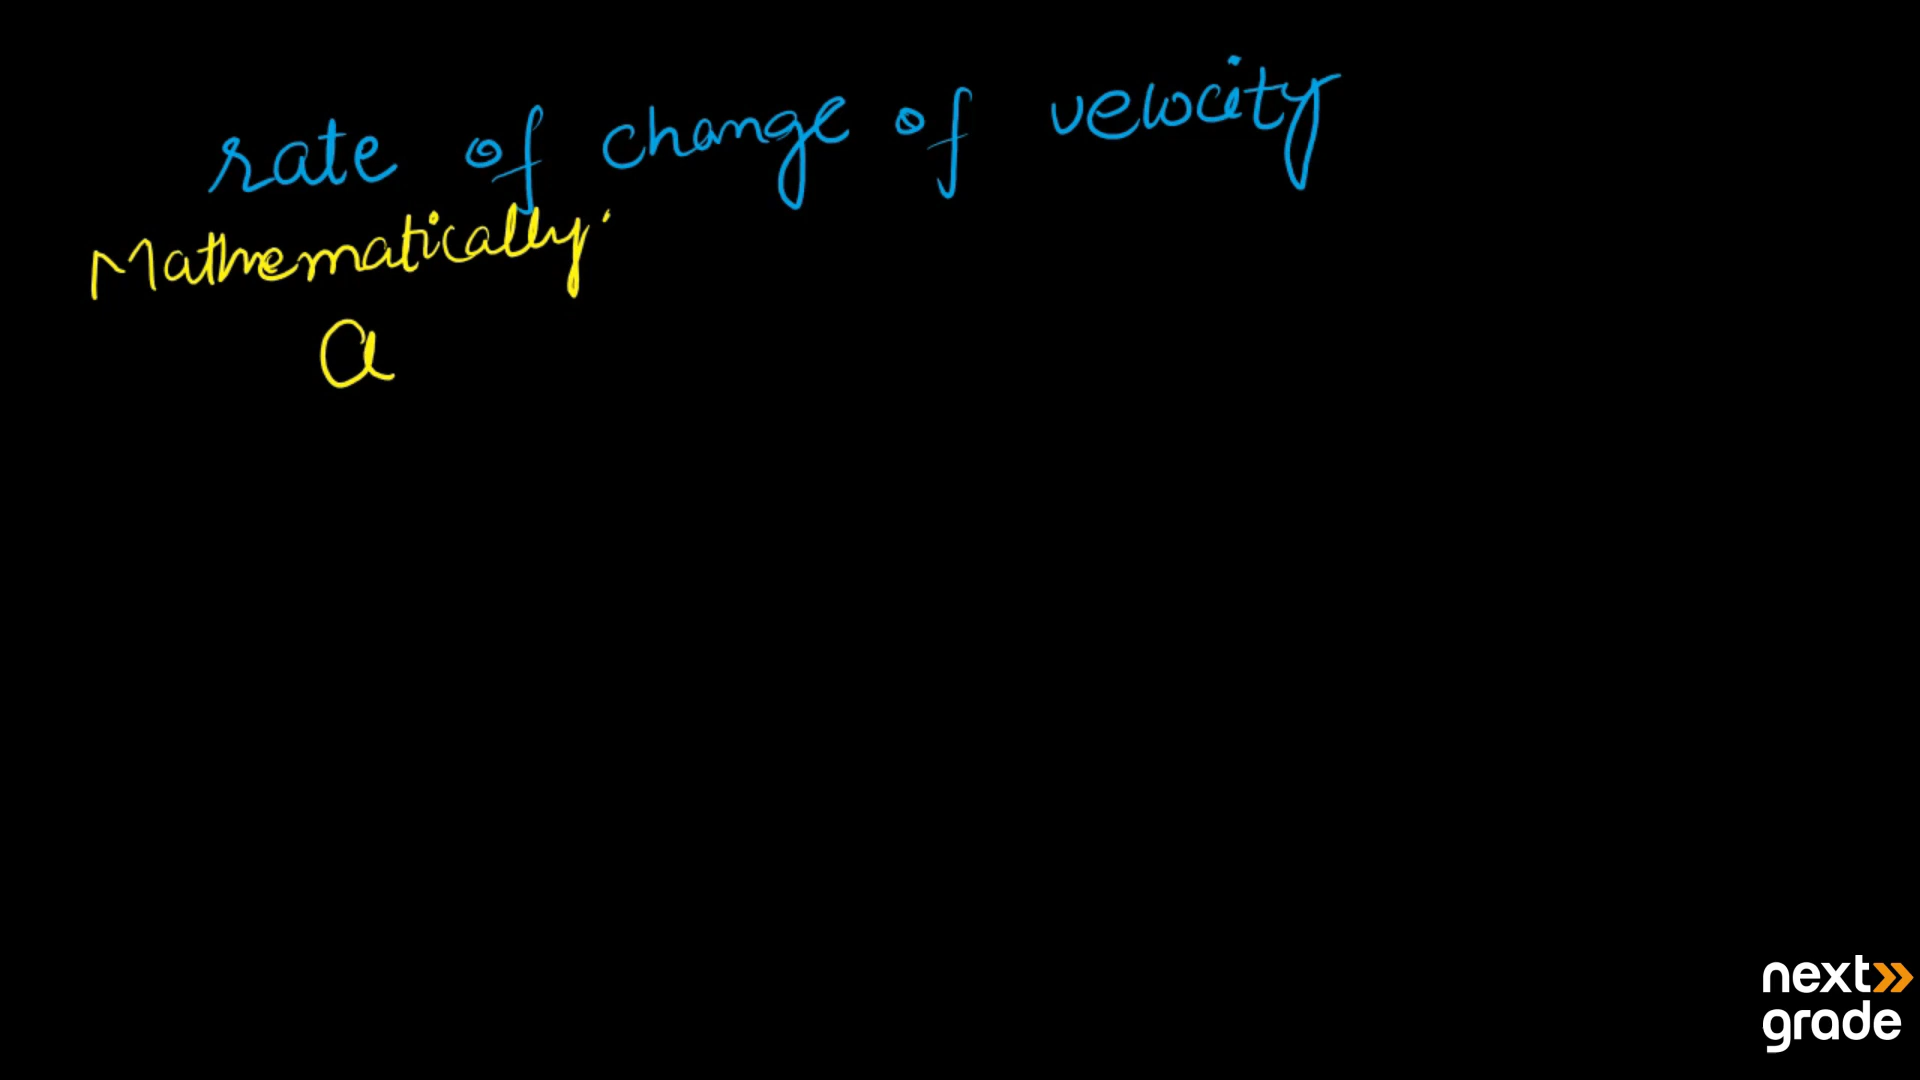 rate of change of velocity
Mathematically:
a
next
grade